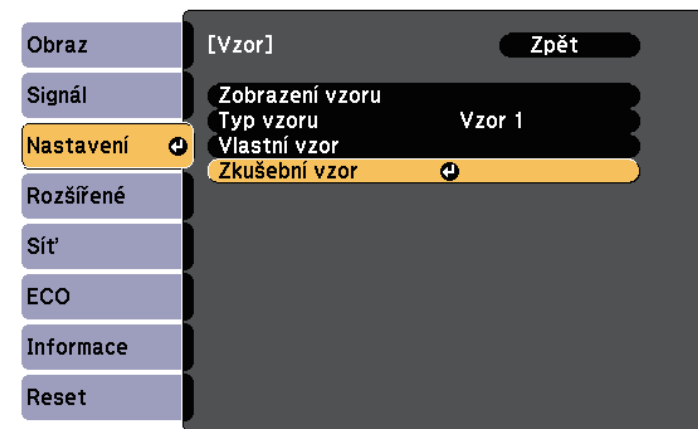 Obraz
Signál
Nastavení
Rozšířené
Síť
ECO
Informace
Reset
[Vzor] Zpět
Zobrazení vzoru
Typ vzoru Vzor 1
Vlastní vzor
Zkušební vzor